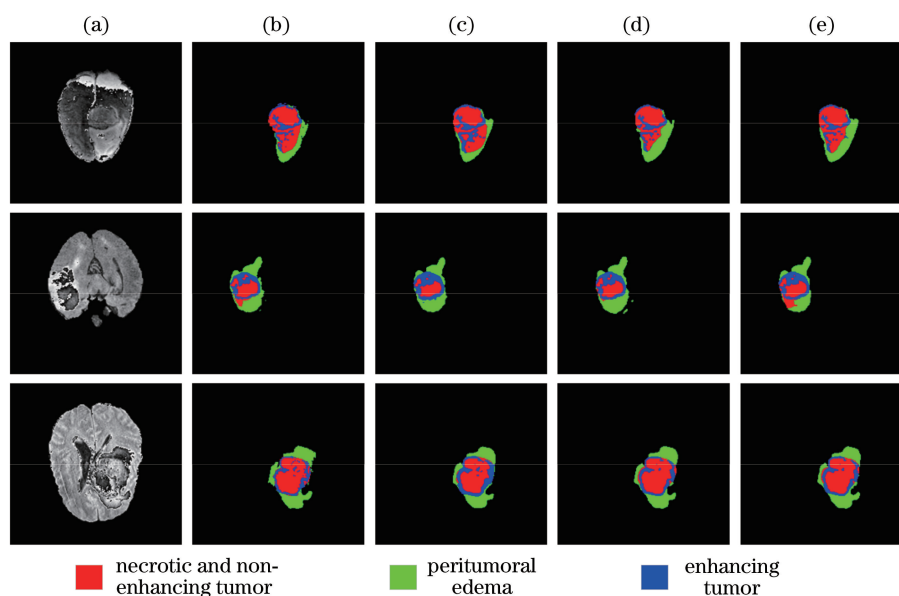 (a) (b) (c) (d) (e)
necrotic and non-
enhancing tumor
peritumoral
edema
enhancing
tumor